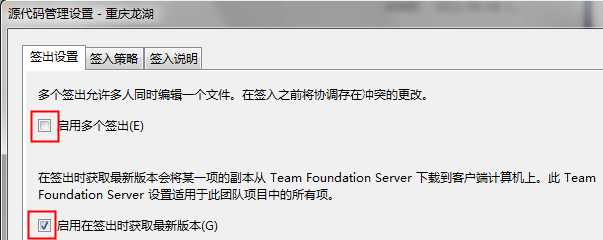 源代码管理设置 - 重庆龙湖
签出设置 签入策略 签入说明
多个签出允许多人同时编辑一个文件。在签入之前将协调存在冲突的更改。
启用多个签出(E)
在签出时获取最新版本会将某一项的副本从 Team Foundation Server 下载到客户端计算机上。此 Team
Foundation Server 设置适用于此团队项目中的所有项。
启用在签出时获取最新版本(G)